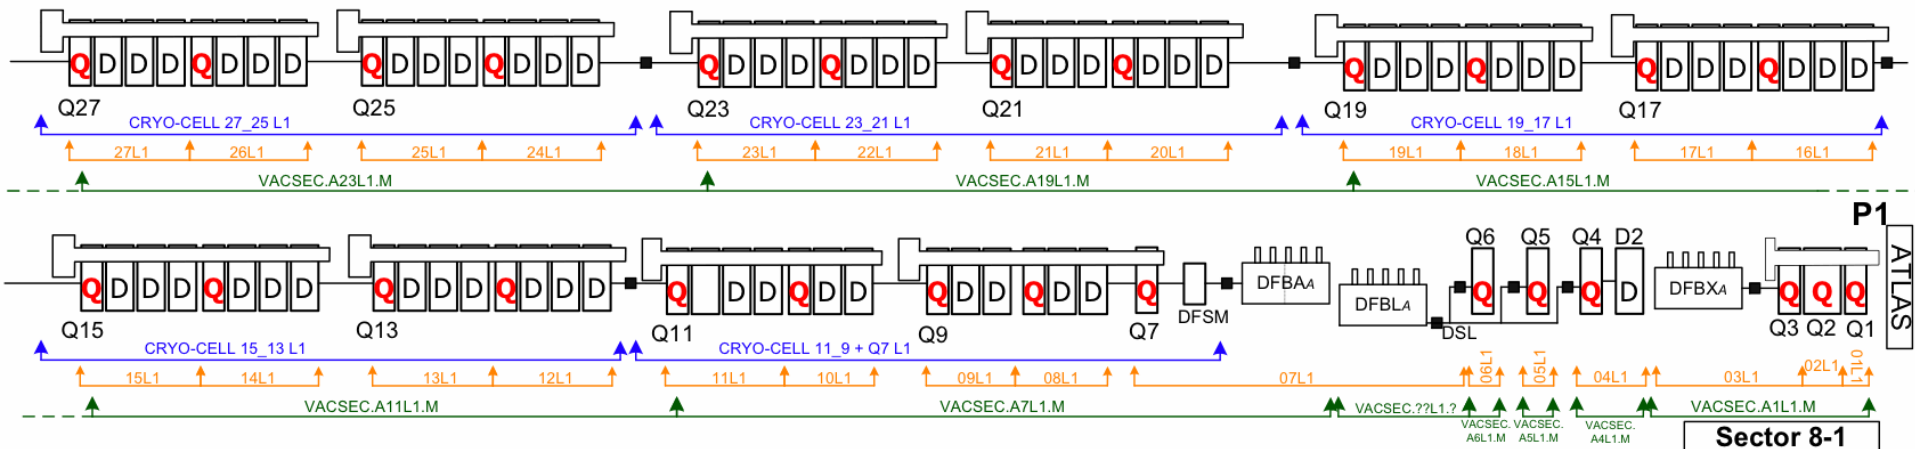 Q D D D Q D D D Q D D D Q D D D Q D D D Q D D D Q D D D Q D D D Q D D D Q D D D Q D D D Q D D D
Q27 Q25 Q23 Q21 Q19 Q17
CRYO-CELL 27_25 L1 CRYO-CELL 23_21 L1 CRYO-CELL 19_17 L1
27L1 26L1 25L1 24L1 23L1 22L1 21L1 20L1 19L1 18L1 17L1 16L1
VACSEC.A23L1.M VACSEC.A19L1.M VACSEC.A15L1.M
P1
ATLAS
Q6 Q5 Q4 D2
Q D D D Q D D D Q D D D Q D D D Q D D Q D D Q D D Q D D Q DFBAA DFBLA Q Q Q D DFBXA Q Q Q
Q15 Q13 Q11 Q9 Q7 DFSM DSL Q3 Q2 Q1
CRYO-CELL 15_13 L1 CRYO-CELL 11_9 + Q7 L1
15L1 14L1 13L1 12L1 11L1 10L1 09L1 08L1 07L1 06L1 05L1 04L1 03L1 02L1 01L1
VACSEC.A11L1.M VACSEC.A7L1.M VACSEC.??L1.? VACSEC.A1L1.M
VACSEC. VACSEC. VACSEC.
A6L1.M A5L1.M A4L1.M
Sector 8-1